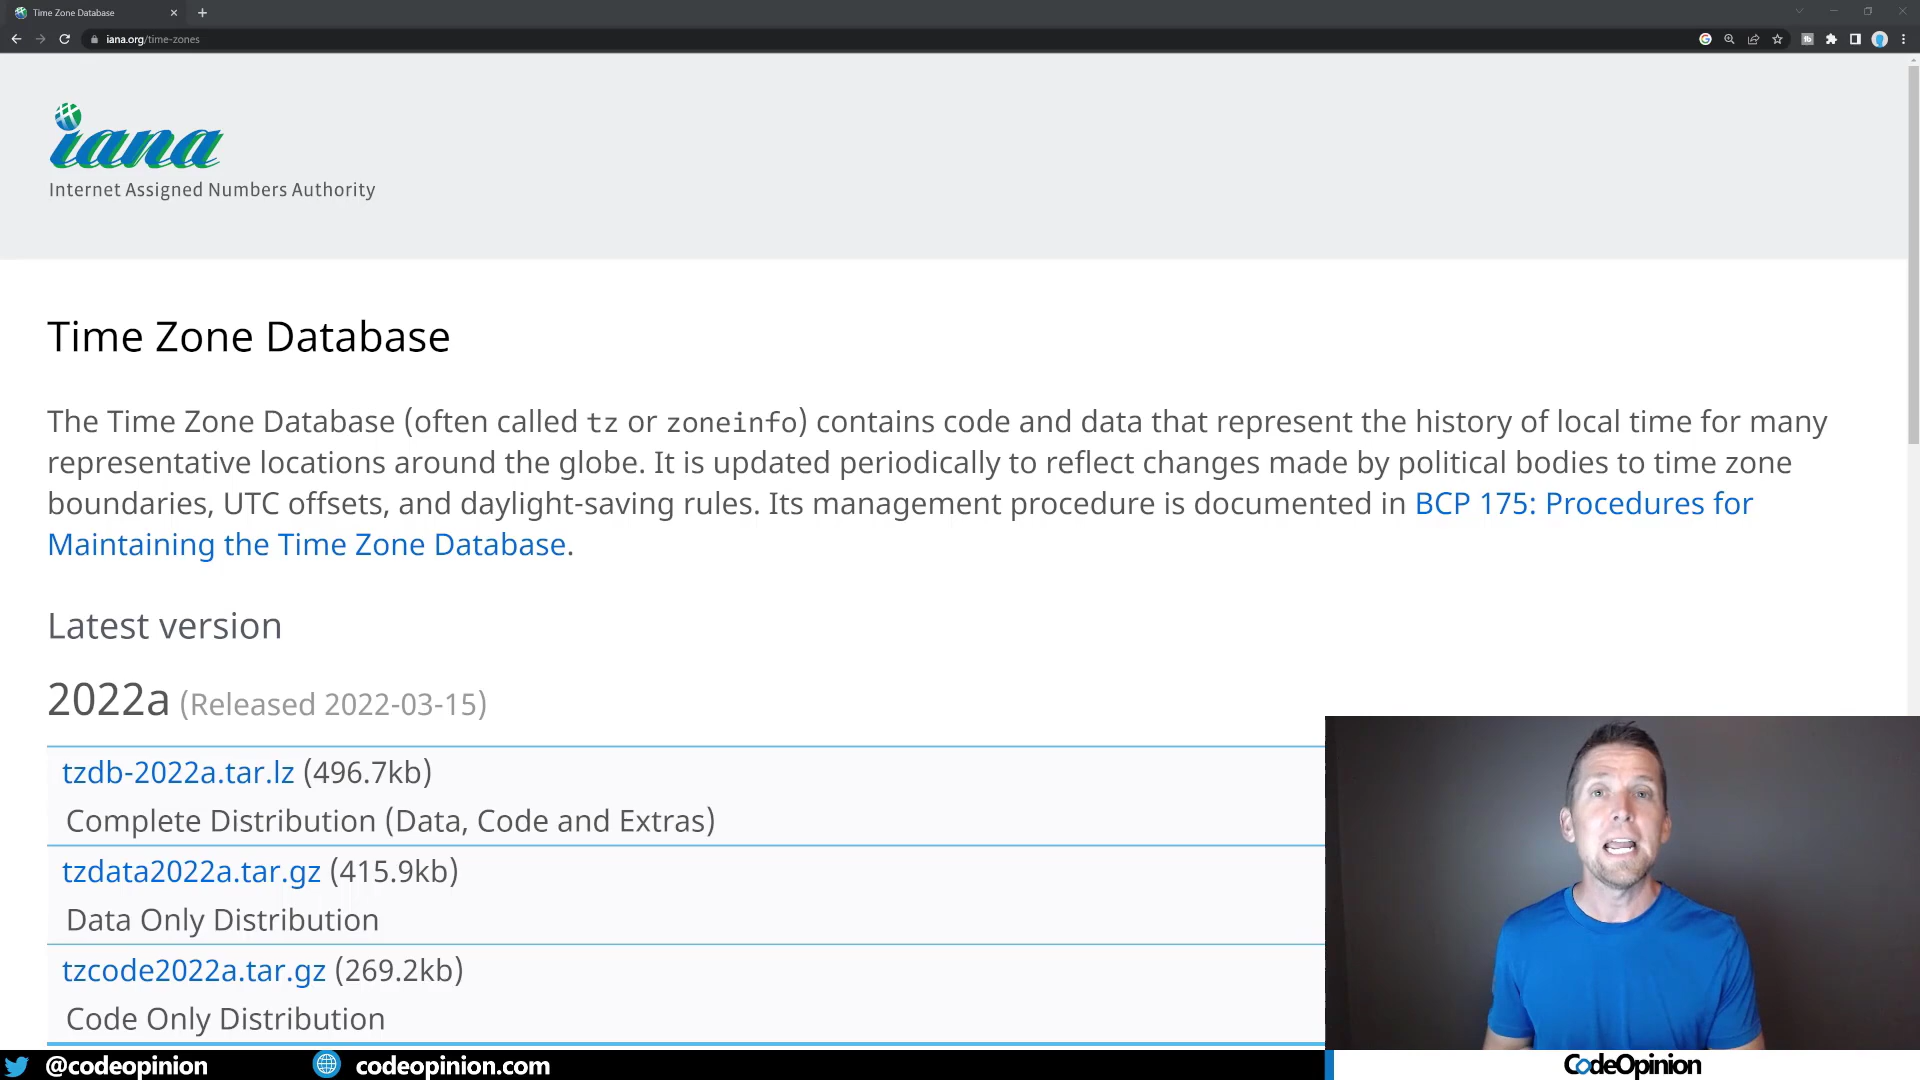 Time Zone Database
iana.org/time-zones
iana
Internet Assigned Numbers Authority
Time Zone Database
The Time Zone Database (often called tz or zoneinfo) contains code and data that represent the history of local time for many
representative locations around the globe. It is updated periodically to reflect changes made by political bodies to time zone
boundaries, UTC offsets, and daylight-saving rules. Its management procedure is documented in BCP 175: Procedures for
Maintaining the Time Zone Database.
Latest version
2022a (Released 2022-03-15)
tzdb-2022a.tar.lz (496.7kb)
Complete Distribution (Data, Code and Extras)
tzdata2022a.tar.gz (415.9kb)
Data Only Distribution
tzcode2022a.tar.gz (269.2kb)
Code Only Distribution
@codeopinion
codeopinion.com
CodeOpinion